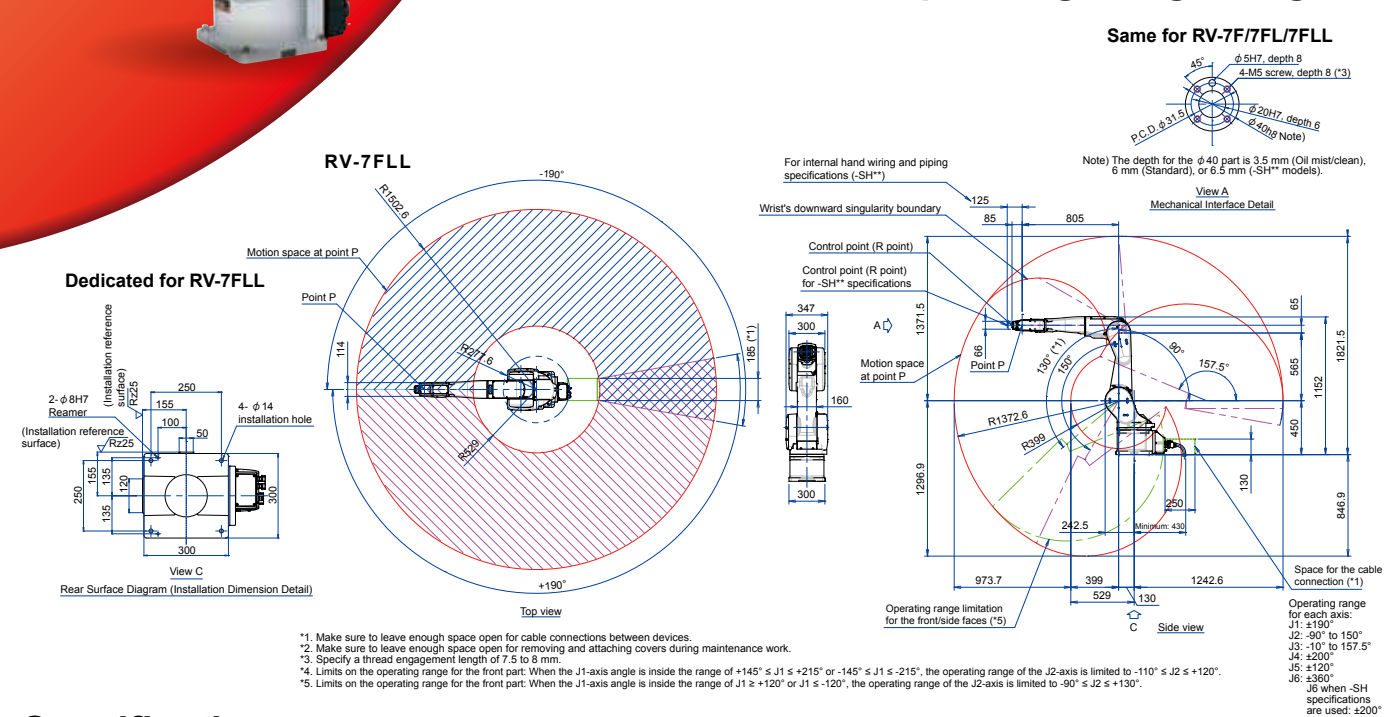 Same for RV-7F/7FL/7FLL
45°
φ5H7, depth 8
4-M5 screw, depth 8 (*3)
P.C.D.φ31.5
φ20H7, depth 6
φ40h8 Note)
Note) The depth for the φ40 part is 3.5 mm (Oil mist/clean),
6 mm (Standard), or 6.5 mm (-SH** models).
View A
Mechanical Interface Detail
RV-7FLL
-190°
R1502.6
Motion space at point P
Point P
114
R277.6
R529
185 (*1)
+190°
Top view
Dedicated for RV-7FLL
(Installation reference
surface)
Rz25
250
2-φ8H7
Reamer
155
4-φ14
installation hole
100
50
(Installation reference
surface)
Rz25
250
155
135
120
135
300
300
View C
Rear Surface Diagram (Installation Dimension Detail)
For internal hand wiring and piping
specifications (-SH**)
125
Wrist's downward singularity boundary
85
805
Control point (R point)
Control point (R point)
for -SH** specifications
347
300
A
1371.5
66
Point P
Motion space
at point P
160
300
130° (*1)
150°
90°
157.5°
65
565
1152
1821.5
R1372.6
R399
450
1296.9
130
846.9
250
242.5
Minimum: 430
973.7
399
1242.6
529
130
Space for the cable
connection (*1)
Operating range limitation
for the front/side faces (*5)
C
Side view
Operating range
for each axis:
J1: ±190°
J2: -90° to 150°
J3: -10° to 157.5°
J4: ±200°
J5: ±120°
J6: ±360°
J6 when -SH
specifications
are used: ±200°
*1. Make sure to leave enough space open for cable connections between devices.
*2. Make sure to leave enough space open for removing and attaching covers during maintenance work.
*3. Specify a thread engagement length of 7.5 to 8 mm.
*4. Limits on the operating range for the front part: When the J1-axis angle is inside the range of +145° ≤ J1 ≤ +215° or -145° ≤ J1 ≤ -215°, the operating range of the J2-axis is limited to -110° ≤ J2 ≤ +120°.
*5. Limits on the operating range for the front part: When the J1-axis angle is inside the range of J1 ≥ +120° or J1 ≤ -120°, the operating range of the J2-axis is limited to -90° ≤ J2 ≤ +130°.